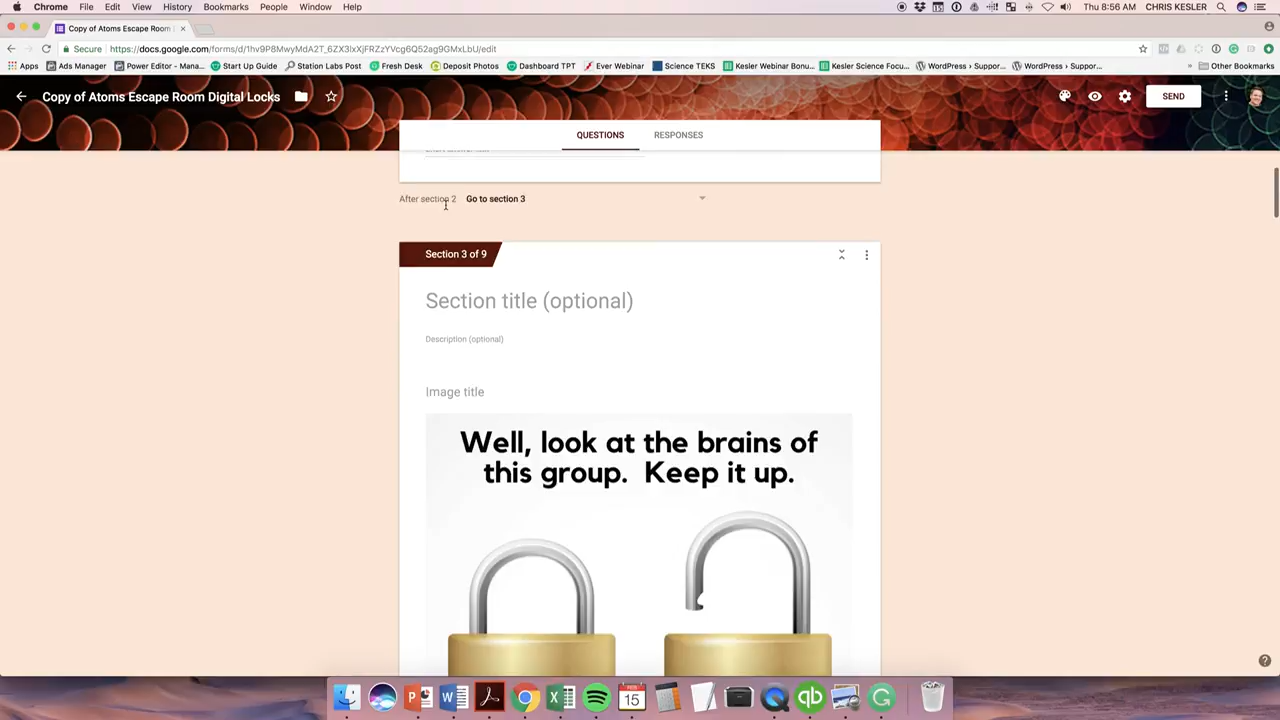 Chrome File Edit View History Bookmarks People Window Help
Thu 8:56 AM CHRIS KESLER
Copy of Atoms Escape Room
Secure https://docs.google.com/forms/d/
Apps Ads Manager Power Editor - Mana... Start Up Guide Station Labs Post Fresh Desk Deposit Photos Dashboard TPT Ever Webinar Science TEKS Kesler Webinar Bonu... Kesler Science Focu... WordPress › Suppor... WordPress › Suppor... » Other Bookmarks
Copy of Atoms Escape Room Digital Locks
SEND
QUESTIONS RESPONSES
After section 2 Go to section 3
Section 3 of 9
Section title (optional)
Description (optional)
Image title
Well, look at the brains of
this group. Keep it up.
15